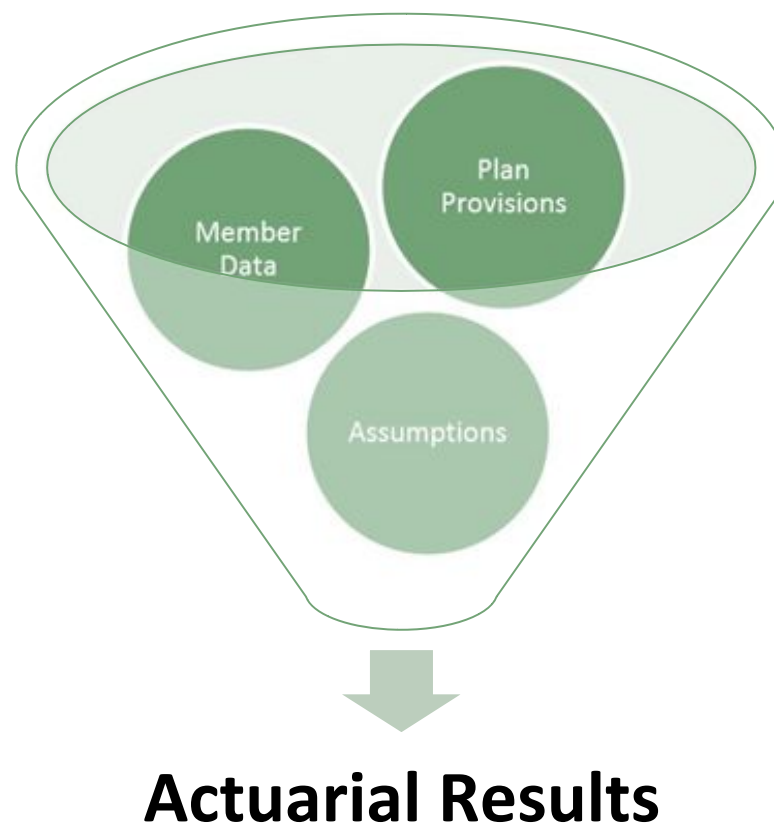 Plan
Provisions
Member
Data
Assumptions
Actuarial Results